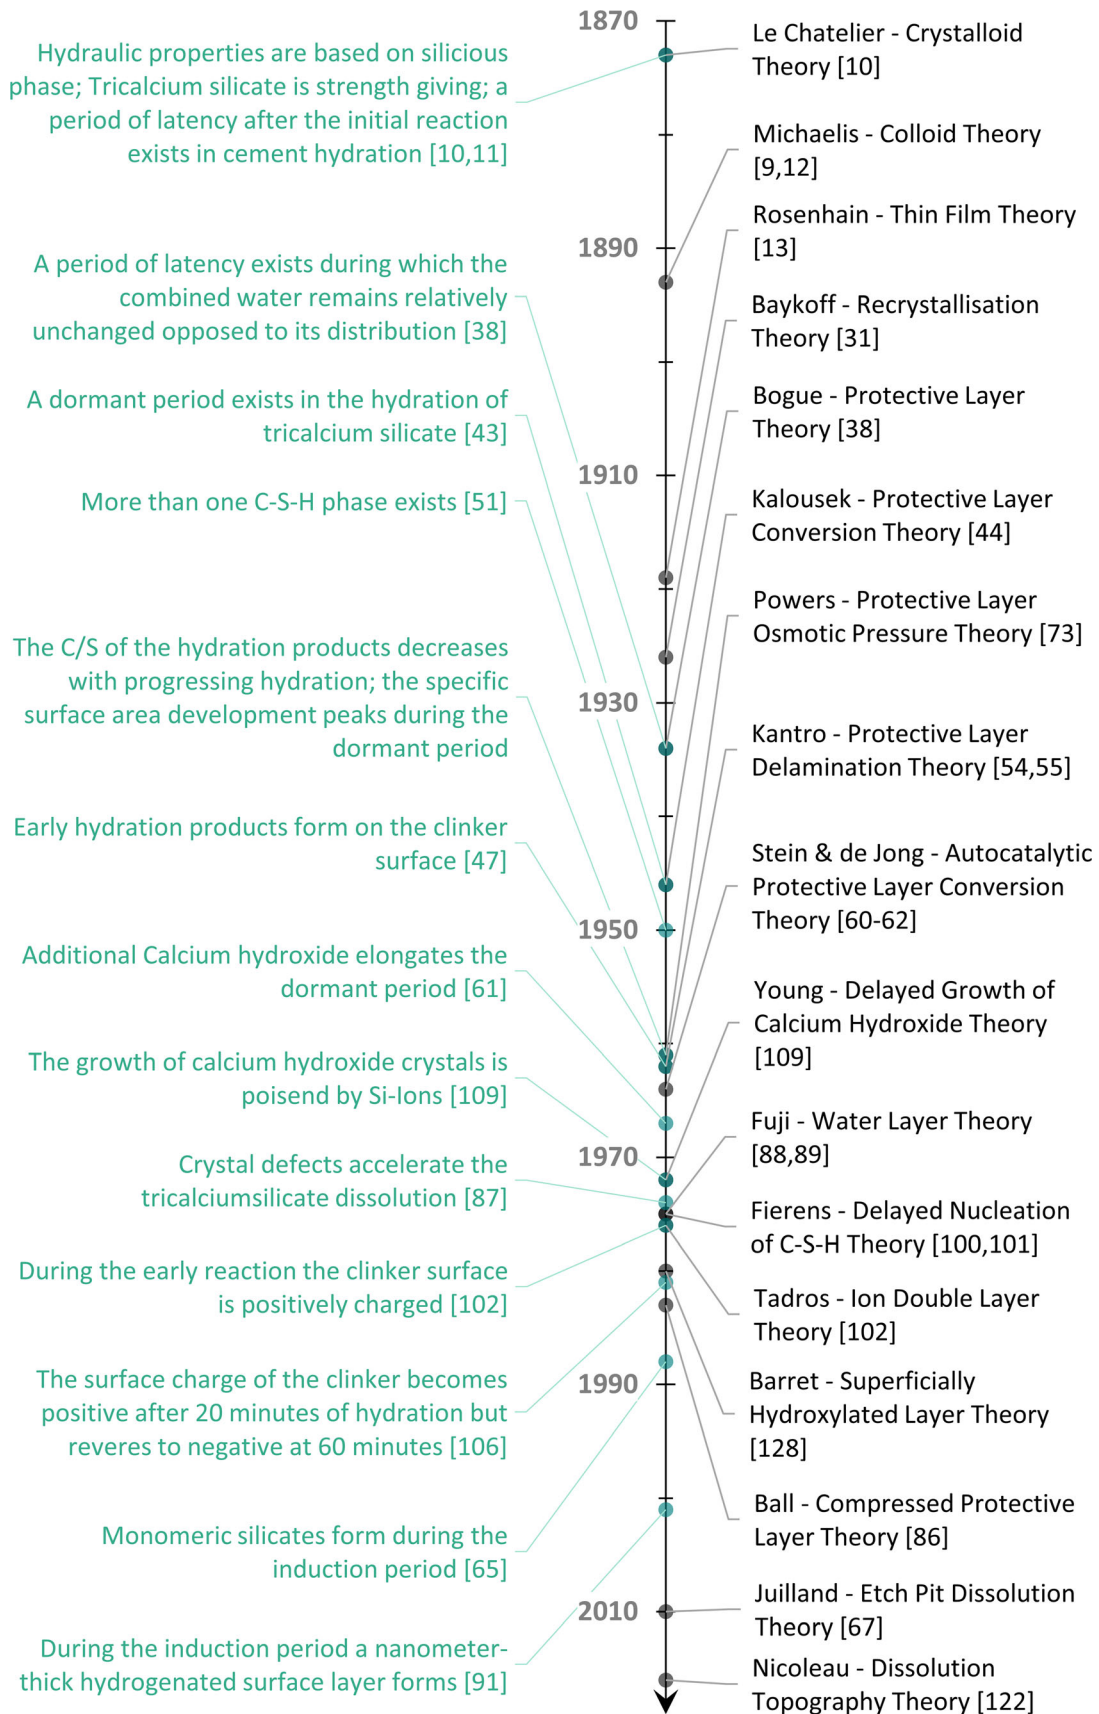 Hydraulic properties are based on silicious
phase; Tricalcium silicate is strength giving; a
period of latency after the initial reaction
exists in cement hydration [10,11]
A period of latency exists during which the
combined water remains relatively
unchanged opposed to its distribution [38]
A dormant period exists in the hydration of
tricalcium silicate [43]
More than one C-S-H phase exists [51]
The C/S of the hydration products decreases
with progressing hydration; the specific
surface area development peaks during the
dormant period
Early hydration products form on the clinker
surface [47]
Additional Calcium hydroxide elongates the
dormant period [61]
The growth of calcium hydroxide crystals is
poisend by Si-Ions [109]
Crystal defects accelerate the
tricalciumsilicate dissolution [87]
During the early reaction the clinker surface
is positively charged [102]
The surface charge of the clinker becomes
positive after 20 minutes of hydration but
reveres to negative at 60 minutes [106]
Monomeric silicates form during the
induction period [65]
During the induction period a nanometer-
thick hydrogenated surface layer forms [91]
1870
1890
1910
1930
1950
1970
1990
2010
Le Chatelier - Crystalloid
Theory [10]
Michaelis - Colloid Theory
[9,12]
Rosenhain - Thin Film Theory
[13]
Baykoff - Recrystallisation
Theory [31]
Bogue - Protective Layer
Theory [38]
Kalousek - Protective Layer
Conversion Theory [44]
Powers - Protective Layer
Osmotic Pressure Theory [73]
Kantro - Protective Layer
Delamination Theory [54,55]
Stein & de Jong - Autocatalytic
Protective Layer Conversion
Theory [60-62]
Young - Delayed Growth of
Calcium Hydroxide Theory
[109]
Fuji - Water Layer Theory
[88,89]
Fierens - Delayed Nucleation
of C-S-H Theory [100,101]
Tadros - Ion Double Layer
Theory [102]
Barret - Superficially
Hydroxylated Layer Theory
[128]
Ball - Compressed Protective
Layer Theory [86]
Juilland - Etch Pit Dissolution
Theory [67]
Nicoleau - Dissolution
Topography Theory [122]